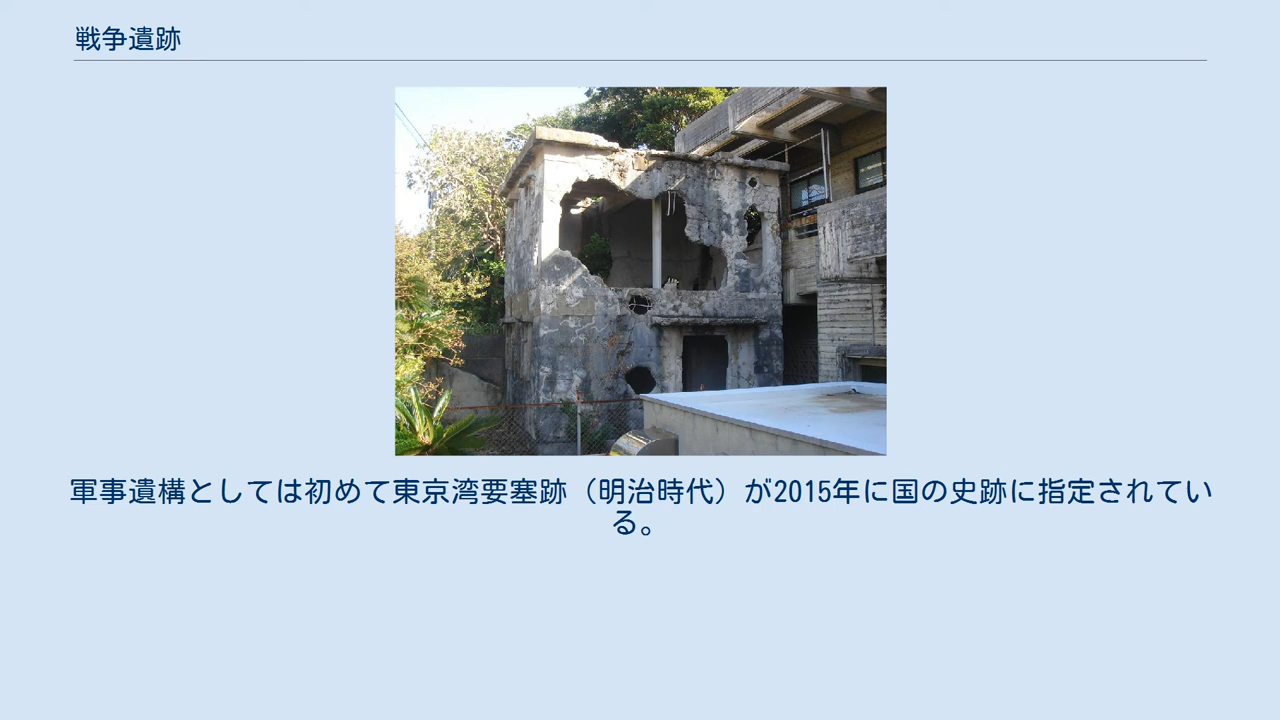 戦争遺跡
軍事遺構としては初めて東京湾要塞跡（明治時代）が2015年に国の史跡に指定されてい
る。